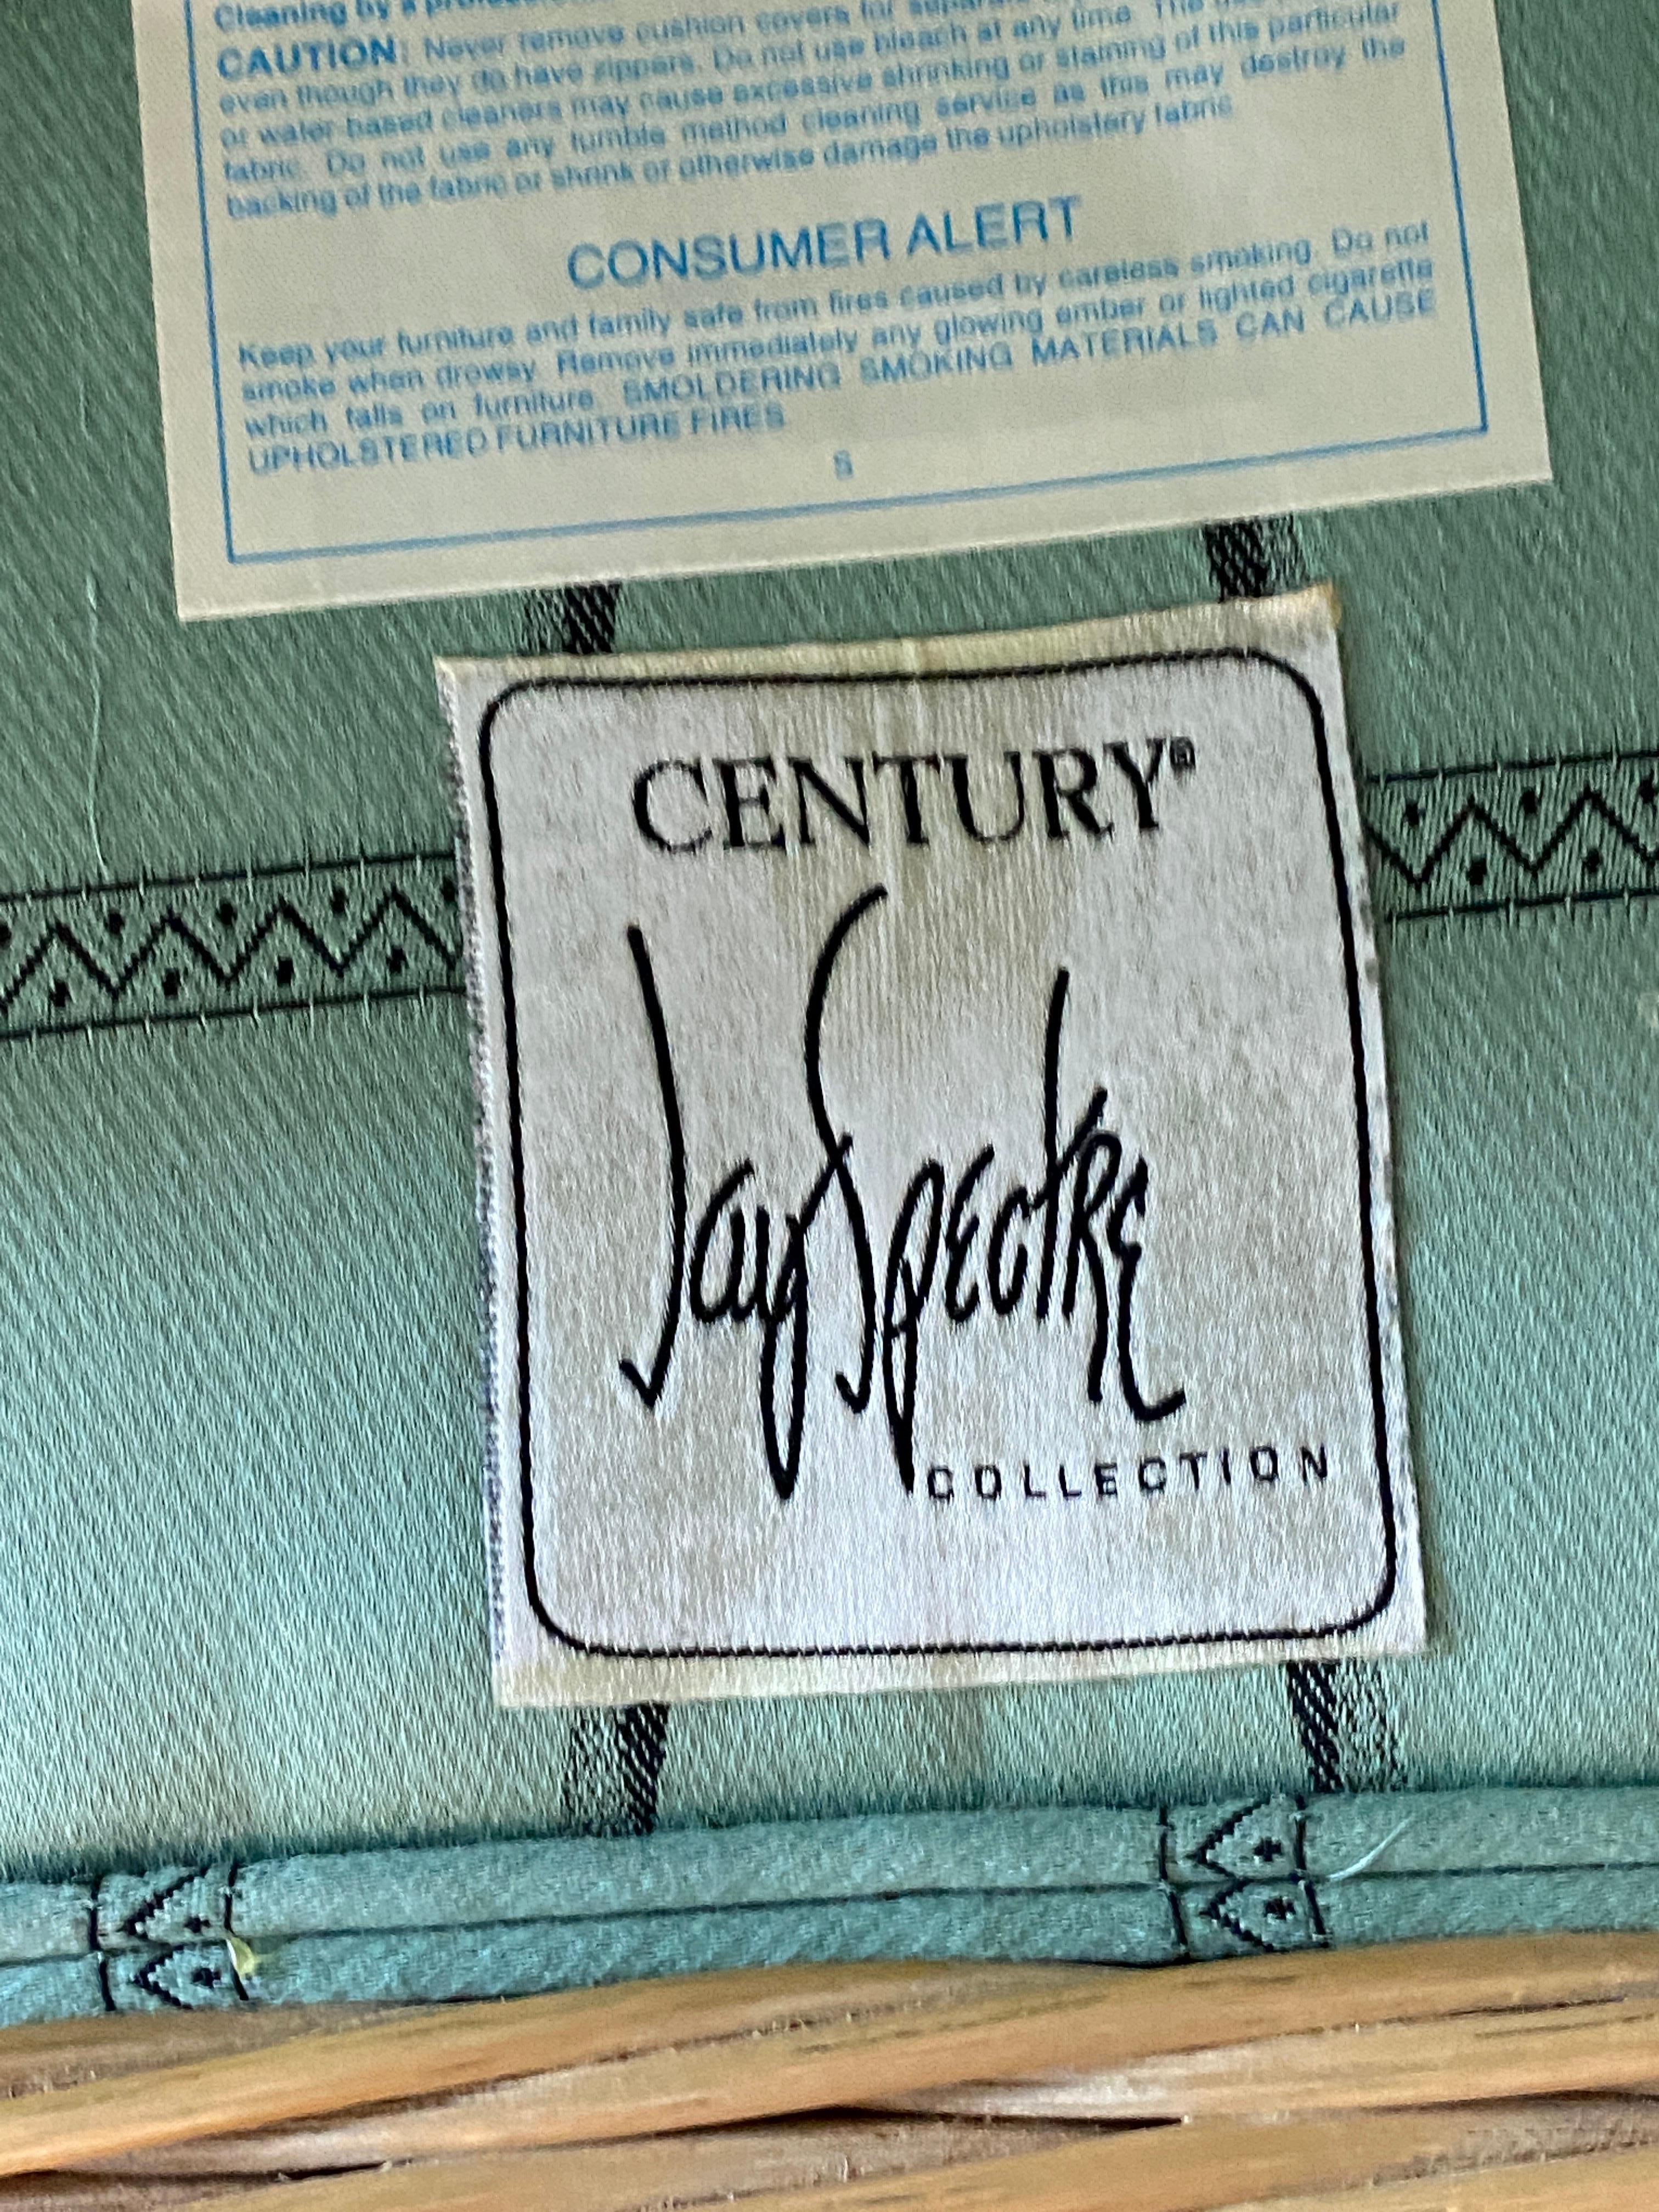 Cleaning by a
CAUTION: Never remove cushion covers for separate
even though they do have zippers. Do not use bleach at any time. The
or water-based cleaners may cause excessive shrinking or staining of this particular
fabric. Do not use any tumble method cleaning service as this may destroy the
backing of the fabric or shrink or otherwise damage the upholstery fabric.
CONSUMER ALERT
Keep your furniture and family safe from fires caused by careless smoking. Do not
smoke when drowsy. Remove immediately any glowing ember or lighted cigarette
which falls on furniture. SMOLDERING SMOKING MATERIALS CAN CAUSE
UPHOLSTERED FURNITURE FIRES
S
CENTURY®
Jay Spectre
COLLECTION